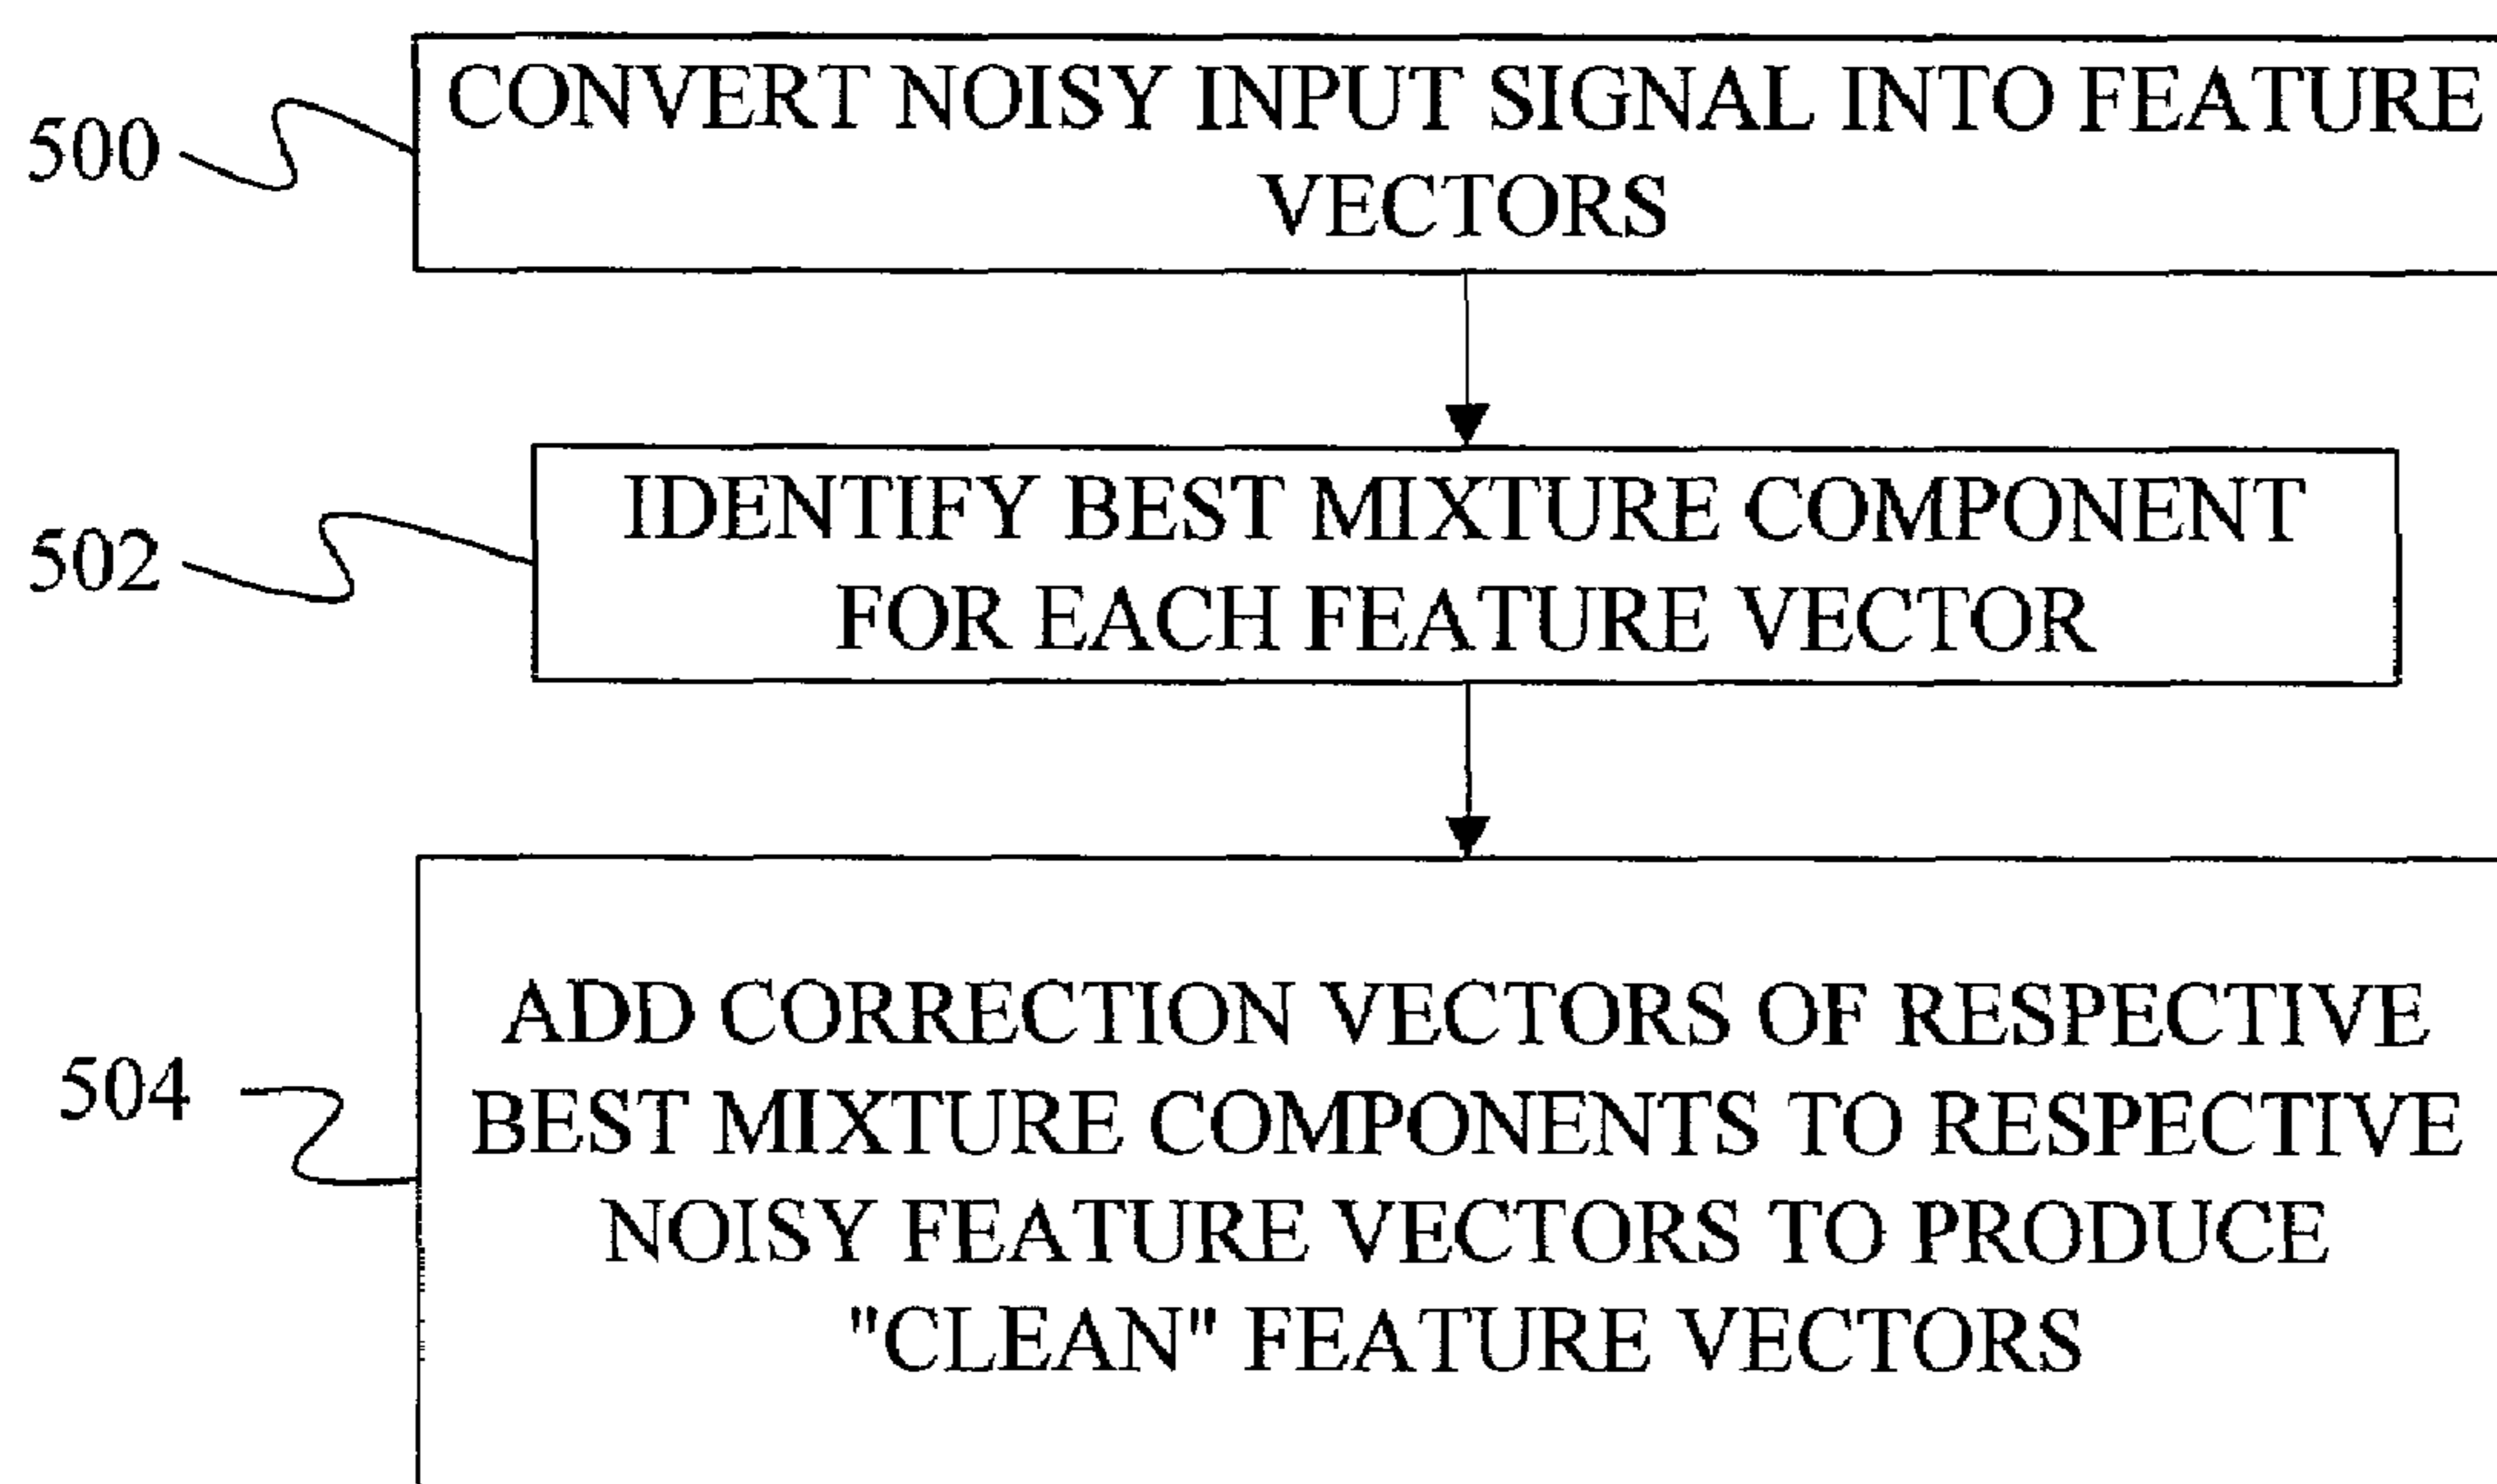 CONVERT NOISY INPUT SIGNAL INTO FEATURE
VECTORS
500
IDENTIFY BEST MIXTURE COMPONENT
FOR EACH FEATURE VECTOR
502
ADD CORRECTION VECTORS OF RESPECTIVE
BEST MIXTURE COMPONENTS TO RESPECTIVE
NOISY FEATURE VECTORS TO PRODUCE
"CLEAN" FEATURE VECTORS
504